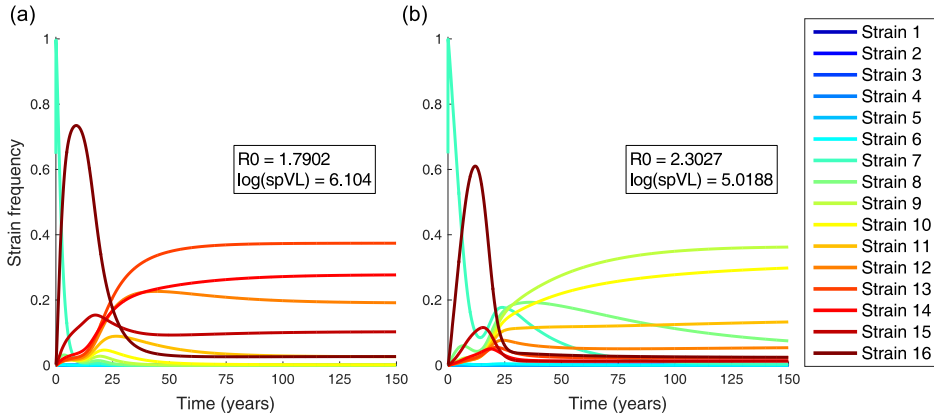 (a)
(b)
1
0.8
0.6
0.4
0.2
0
Strain frequency
0
25
50
75
100
125
150
Time (years)
R0 = 1.7902
log(spVL) = 6.104
1
0.8
0.6
0.4
0.2
0
0
25
50
75
100
125
150
Time (years)
R0 = 2.3027
log(spVL) = 5.0188
Strain 1
Strain 2
Strain 3
Strain 4
Strain 5
Strain 6
Strain 7
Strain 8
Strain 9
Strain 10
Strain 11
Strain 12
Strain 13
Strain 14
Strain 15
Strain 16